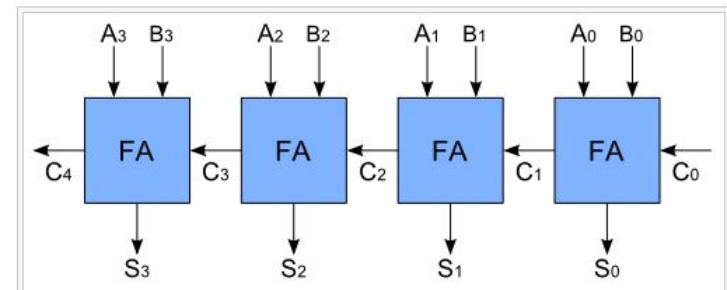 A3 B3 A2 B2 A1 B1 A0 B0
FA FA FA FA
C4 C3 C2 C1 C0
S3 S2 S1 S0